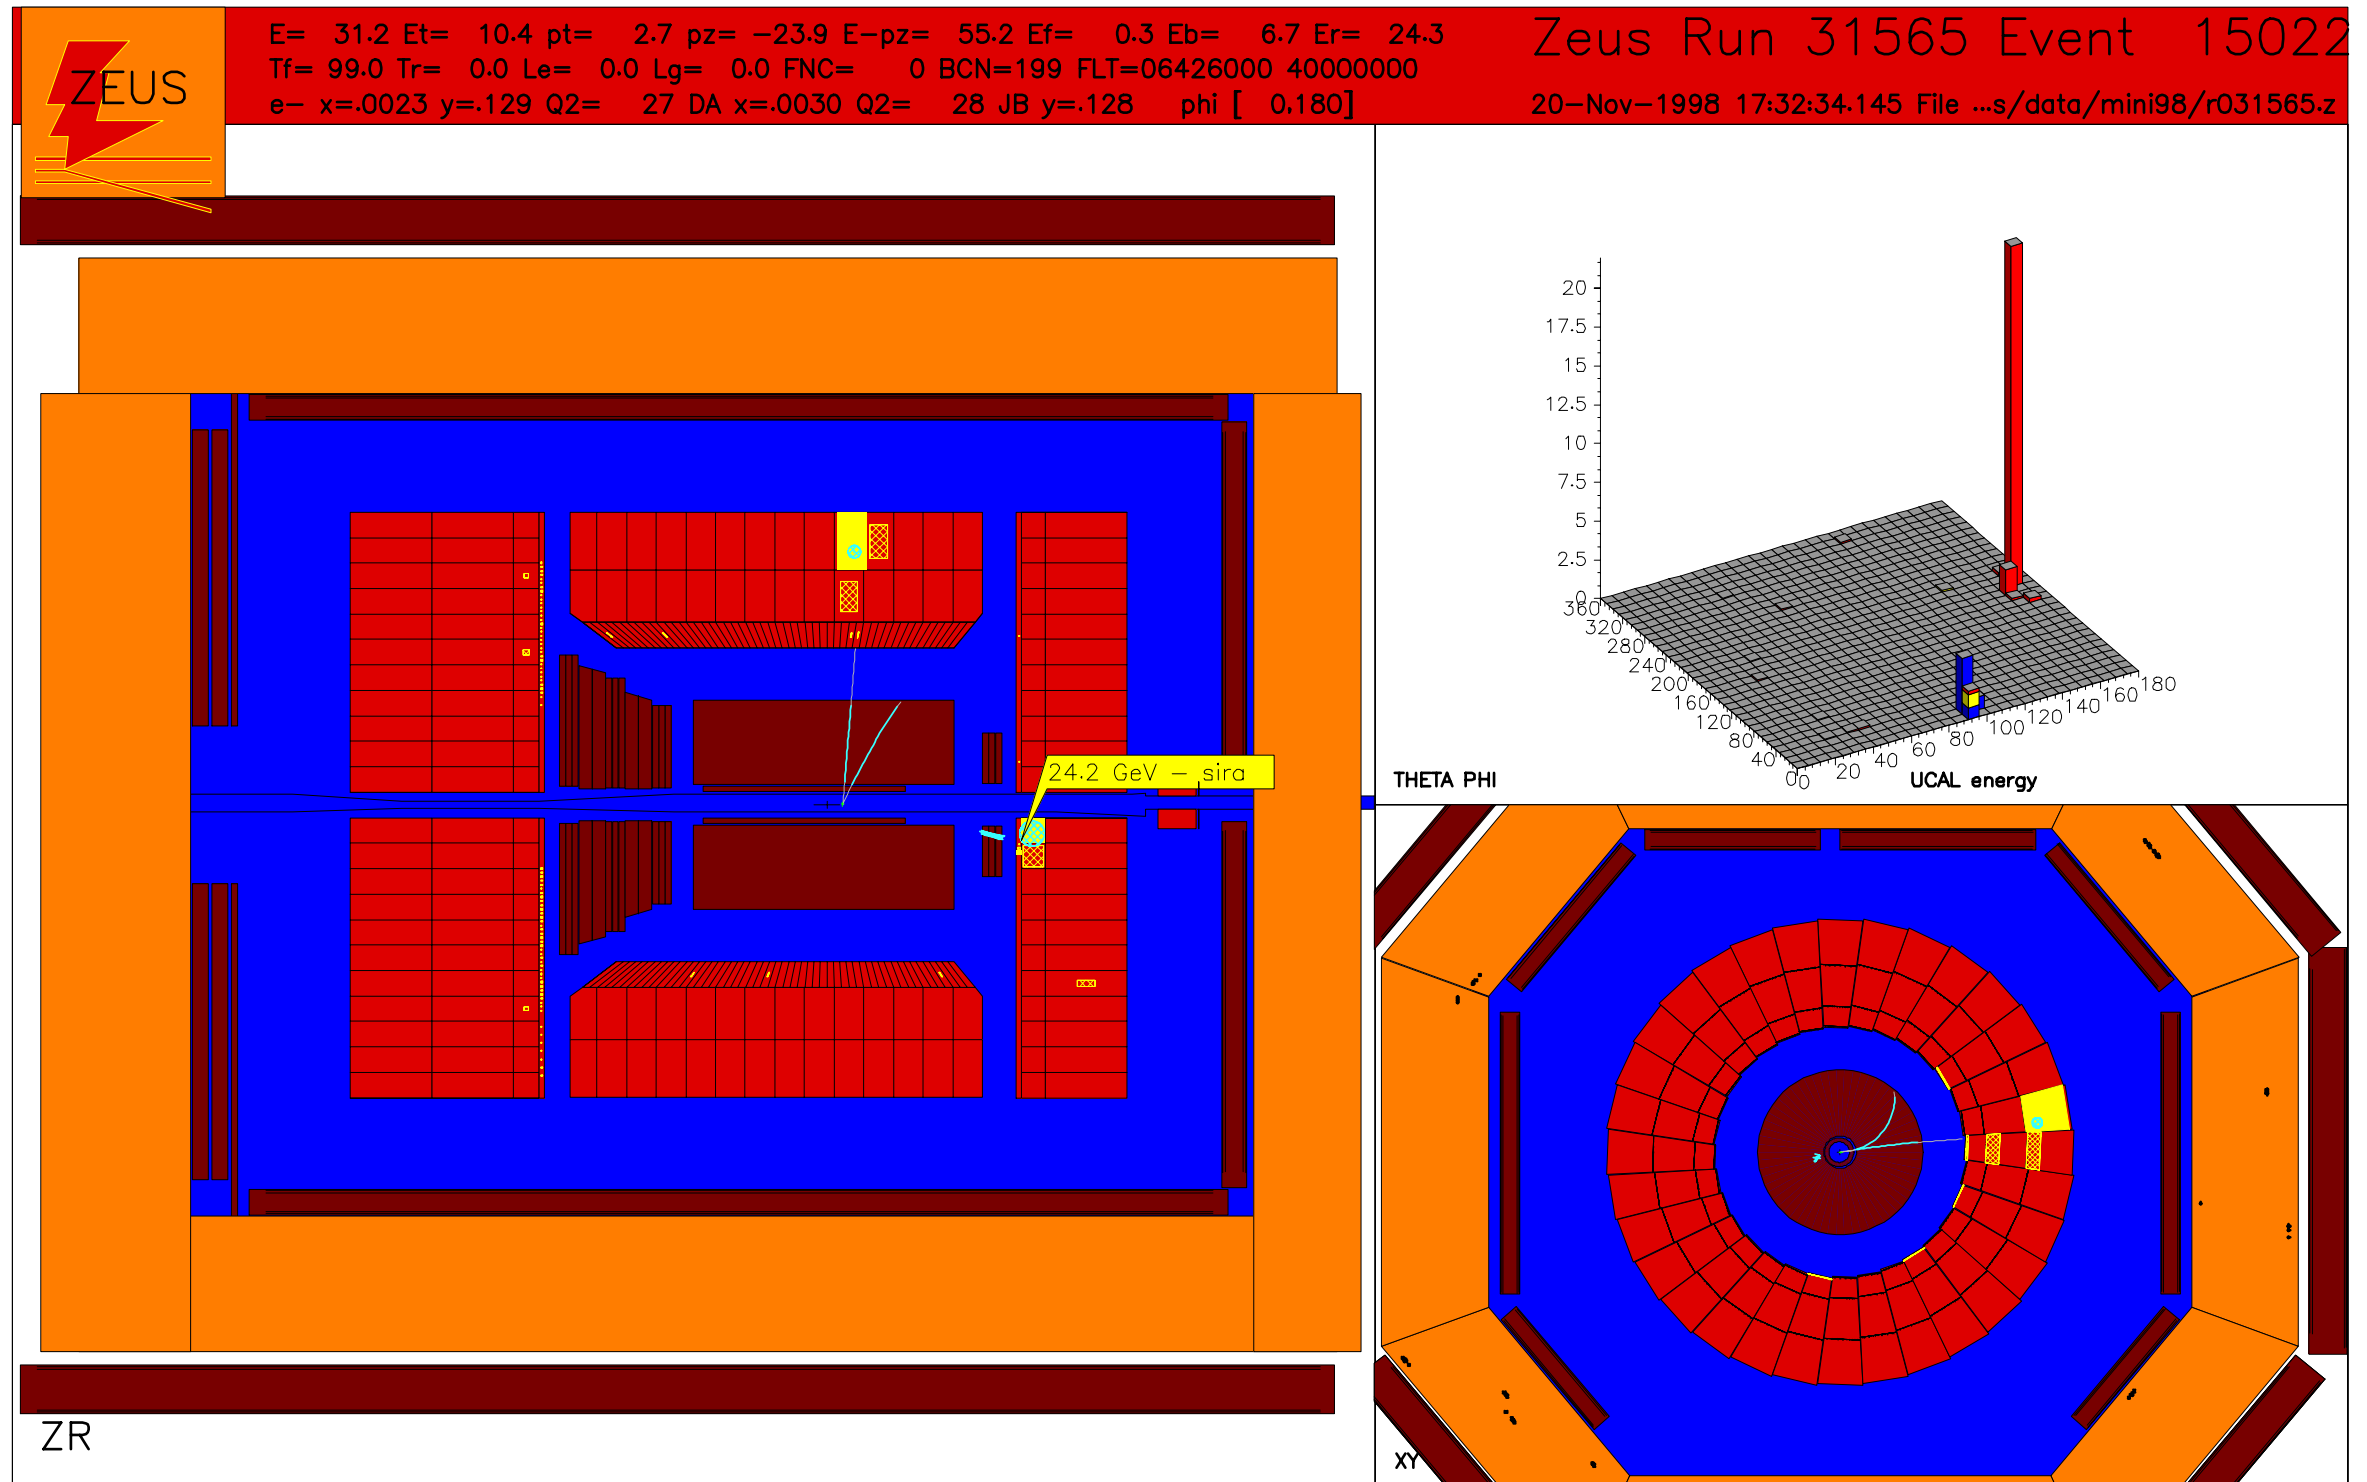 ZEUS
E= 31.2 Et= 10.4 pt= 2.7 pz= −23.9 E−pz= 55.2 Ef= 0.3 Eb= 6.7 Er= 24.3
Tf= 99.0 Tr= 0.0 Le= 0.0 Lg= 0.0 FNC= 0 BCN=199 FLT=06426000 40000000
e− x=.0023 y=.129 Q2= 27 DA x=.0030 Q2= 28 JB y=.128 phi [ 0.180]
Zeus Run 31565 Event 15022
20−Nov−1998 17:32:34.145 File ...s/data/mini98/r031565.z
24.2 GeV − sira
ZR
20
17.5
15
12.5
10
7.5
5
2.5
0
360
320
280
240
200
160
120
80
40
0
0
20
40
60
80
100
120
140
160
180
THETA PHI
UCAL energy
XY